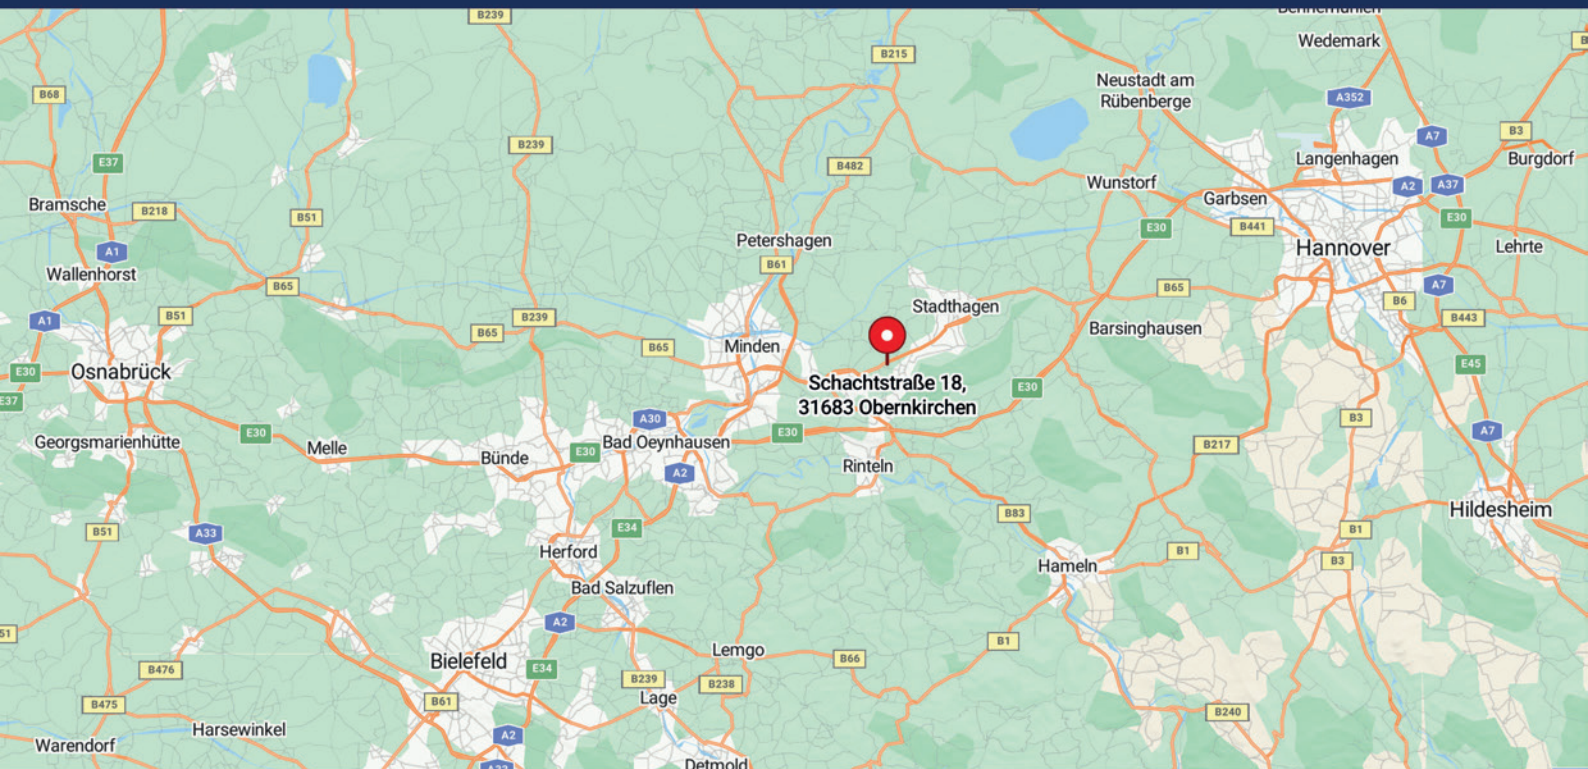 B239
Bennemühlen
Wedemark
B215
Neustadt am
Rübenberge
B68
A352
A7
B3
B239
E37
B482
Langenhagen
Burgdorf
Bramsche
B218
B51
Wunstorf
Garbsen
A2
A37
E30
E30
B441
Petershagen
Hannover
Lehrte
A1
Wallenhorst
B61
B65
B65
A7
B6
Stadthagen
A1
B51
B239
B65
B65
Barsinghausen
B443
Minden
Osnabrück
E30
E37
E45
Schachtstraße 18,
31683 Obernkirchen
E30
A30
B3
E30
E30
Georgsmarienhütte
Melle
Bünde
E30
Bad Oeynhausen
A2
Rinteln
B217
A7
B83
Hildesheim
B51
A33
E34
B1
Herford
B1
B3
Hameln
Bad Salzuflen
A2
51
B1
Lemgo
B66
Bielefeld
E34
B476
B239
B238
B475
B61
Lage
B240
Harsewinkel
Warendorf
A2
Detmold
A33